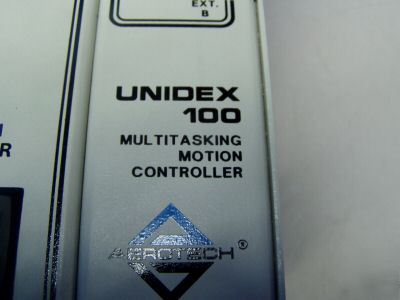 EXT.
B
UNIDEX
100
MULTITASKING
MOTION
CONTROLLER
AEROTECH®
R